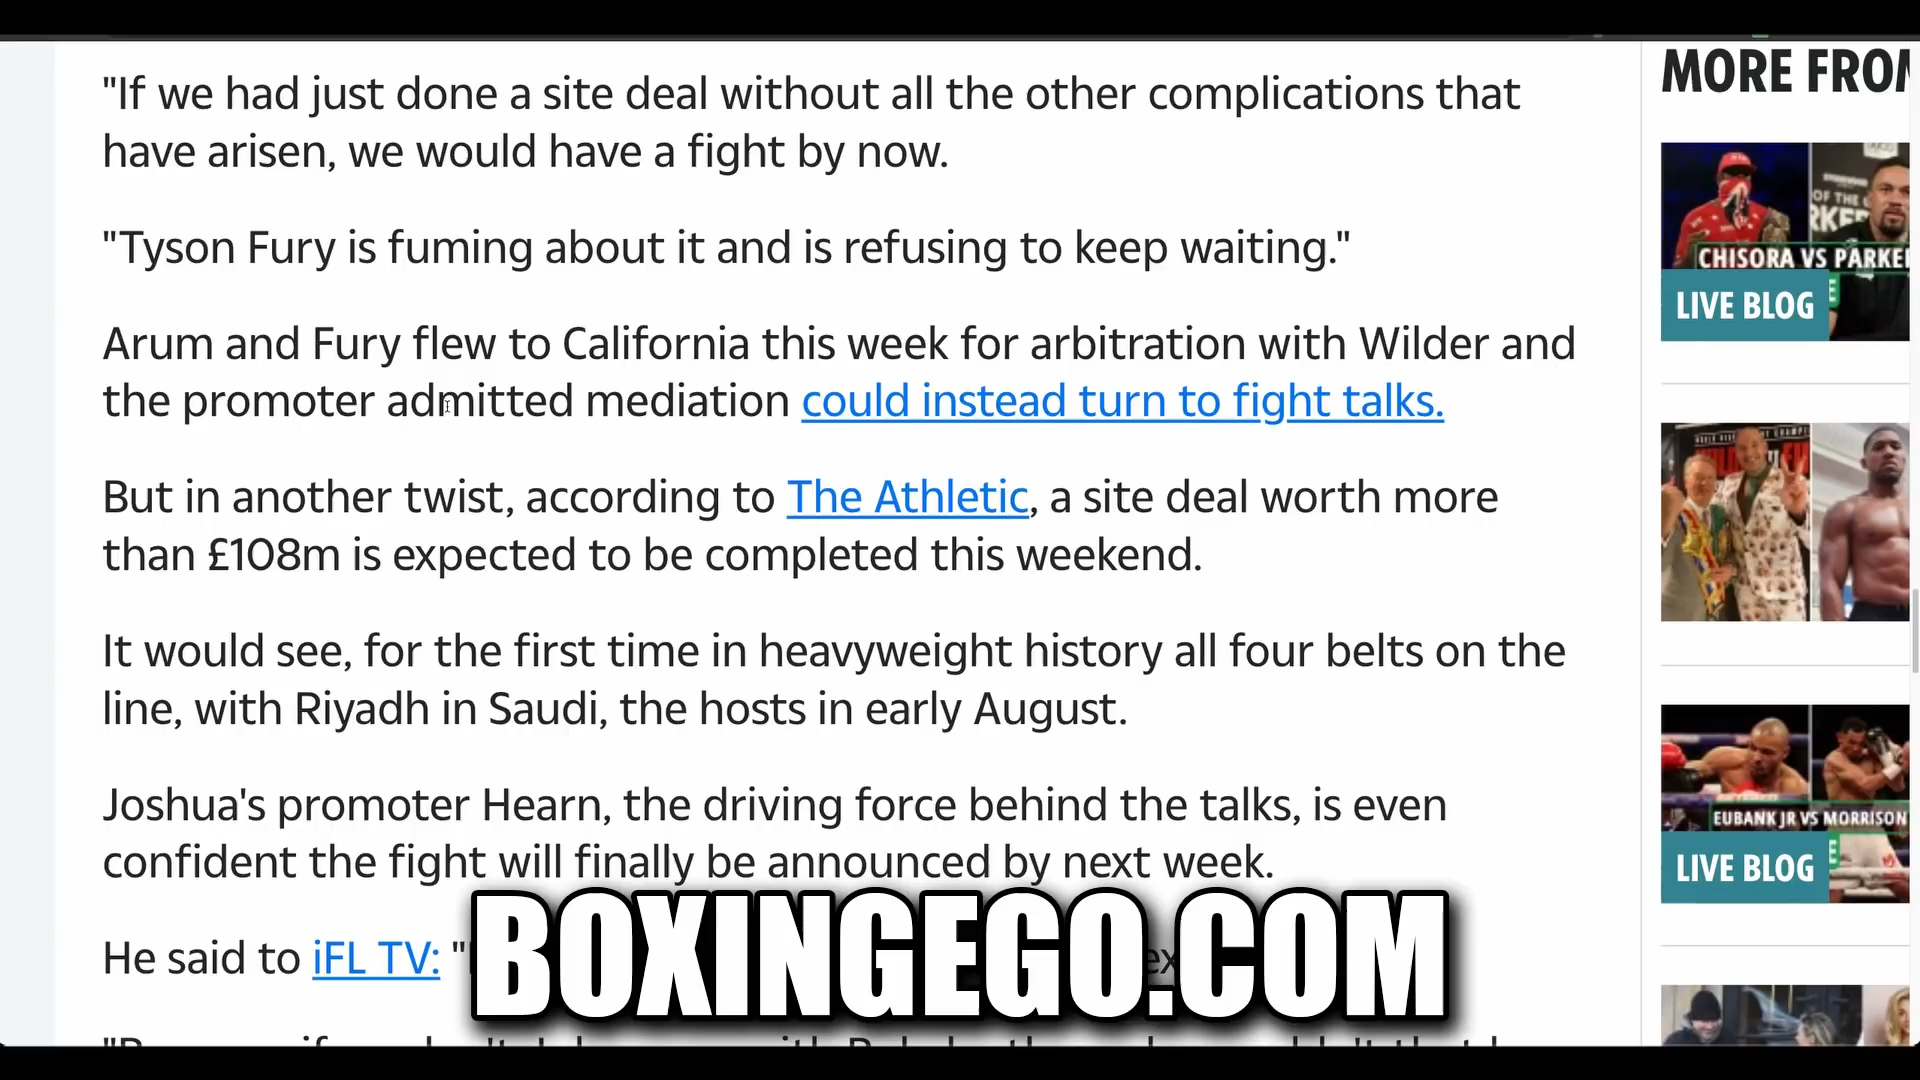 "If we had just done a site deal without all the other complications that
have arisen, we would have a fight by now.
"Tyson Fury is fuming about it and is refusing to keep waiting."
Arum and Fury flew to California this week for arbitration with Wilder and
the promoter admitted mediation could instead turn to fight talks.
But in another twist, according to The Athletic, a site deal worth more
than £108m is expected to be completed this weekend.
It would see, for the first time in heavyweight history all four belts on the
line, with Riyadh in Saudi, the hosts in early August.
Joshua's promoter Hearn, the driving force behind the talks, is even
confident the fight will finally be announced by next week.
He said to iFL TV: "
BOXINGEGO.COM
MORE FROM
CHISORA VS PARKER
LIVE BLOG
EUBANK JR VS MORRISON
LIVE BLOG